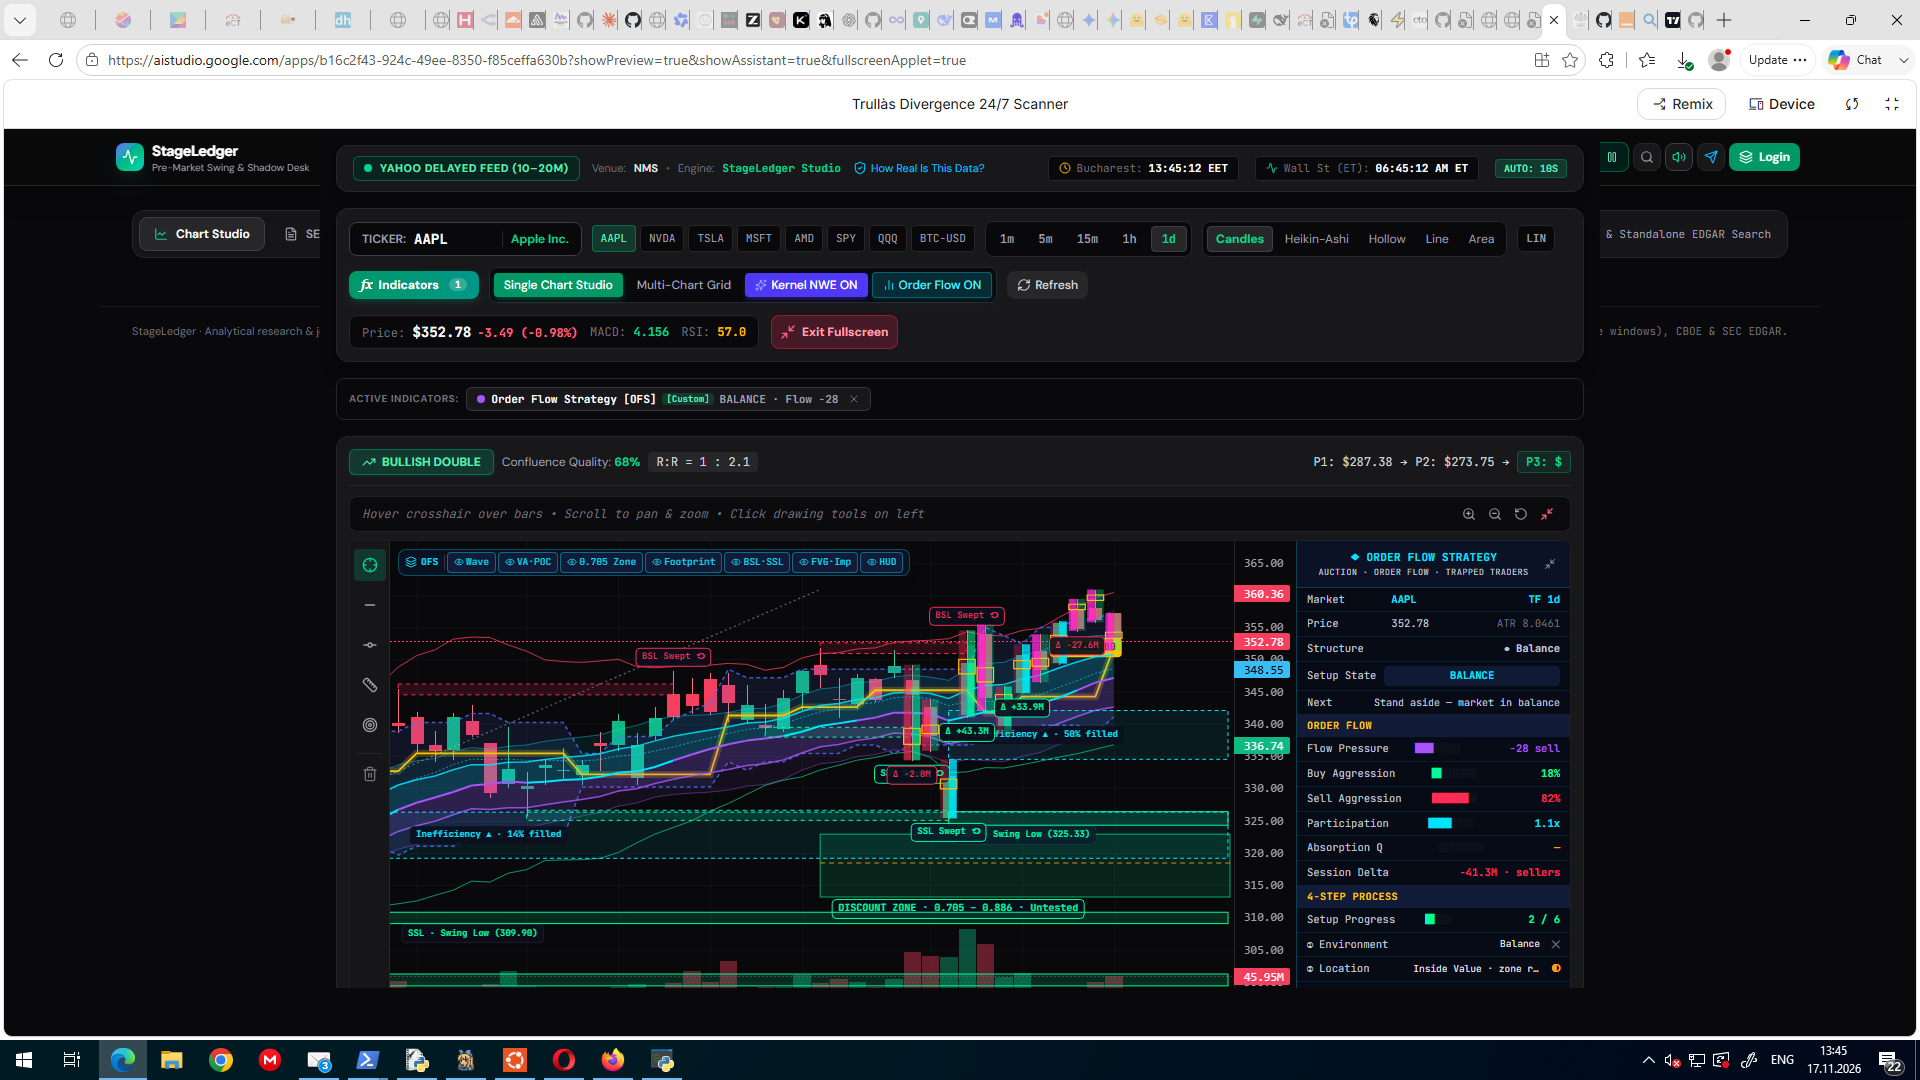 https://aistudio.google.com/apps/b16c2f43-924c-49ee-8350-f85ceffa630b?showPreview=true&showAssistant=true&fullscreenApplet=true
Update
Chat
Trullàs Divergence 24/7 Scanner
Remix
Device
StageLedger
Pre-Market Swing & Shadow Desk
YAHOO DELAYED FEED (10–20M)
Venue: NMS • Engine: StageLedger Studio
How Real Is This Data?
Bucharest: 13:45:12 EET
Wall St (ET): 06:45:12 AM ET
AUTO: 10S
Login
Chart Studio
SE
TICKER: AAPL
Apple Inc.
AAPL NVDA TSLA MSFT AMD SPY QQQ BTC-USD
1m 5m 15m 1h 1d
Candles Heikin-Ashi Hollow Line Area
LIN
& Standalone EDGAR Search
fx Indicators 1
Single Chart Studio
Multi-Chart Grid
Kernel NWE ON
Order Flow ON
Refresh
StageLedger · Analytical research & j
Price: $352.78 -3.49 (-0.98%) MACD: 4.156 RSI: 57.0
Exit Fullscreen
e windows), CBOE & SEC EDGAR.
ACTIVE INDICATORS:
Order Flow Strategy [OFS] [Custom] BALANCE · Flow -28
BULLISH DOUBLE
Confluence Quality: 68%
R:R = 1 : 2.1
P1: $287.38 → P2: $273.75 → P3: $
Hover crosshair over bars • Scroll to pan & zoom • Click drawing tools on left
OFS Wave VA·POC 0.705 Zone Footprint BSL·SSL FVG·Imp HUD
BSL Swept
BSL Swept
Δ -27.6M
Δ +33.9M
Δ +43.3M
fficiency ▲ · 50% filled
Δ -2.0M
SSL Swept
Swing Low (325.33)
Inefficiency ▲ · 14% filled
DISCOUNT ZONE · 0.705 – 0.886 · Untested
SSL · Swing Low (309.90)
365.00
360.36
355.00
352.78
350.00
348.55
345.00
340.00
336.74
335.00
330.00
325.00
320.00
315.00
310.00
305.00
45.95M
ORDER FLOW STRATEGY
AUCTION · ORDER FLOW · TRAPPED TRADERS
Market AAPL TF 1d
Price 352.78 ATR 8.0461
Structure • Balance
Setup State BALANCE
Next Stand aside — market in balance
ORDER FLOW
Flow Pressure -28 sell
Buy Aggression 18%
Sell Aggression 82%
Participation 1.1x
Absorption Q —
Session Delta -41.3M · sellers
4-STEP PROCESS
Setup Progress 2 / 6
Environment Balance
Location Inside Value · zone r…
3
ENG
13:45
17.11.2026
22